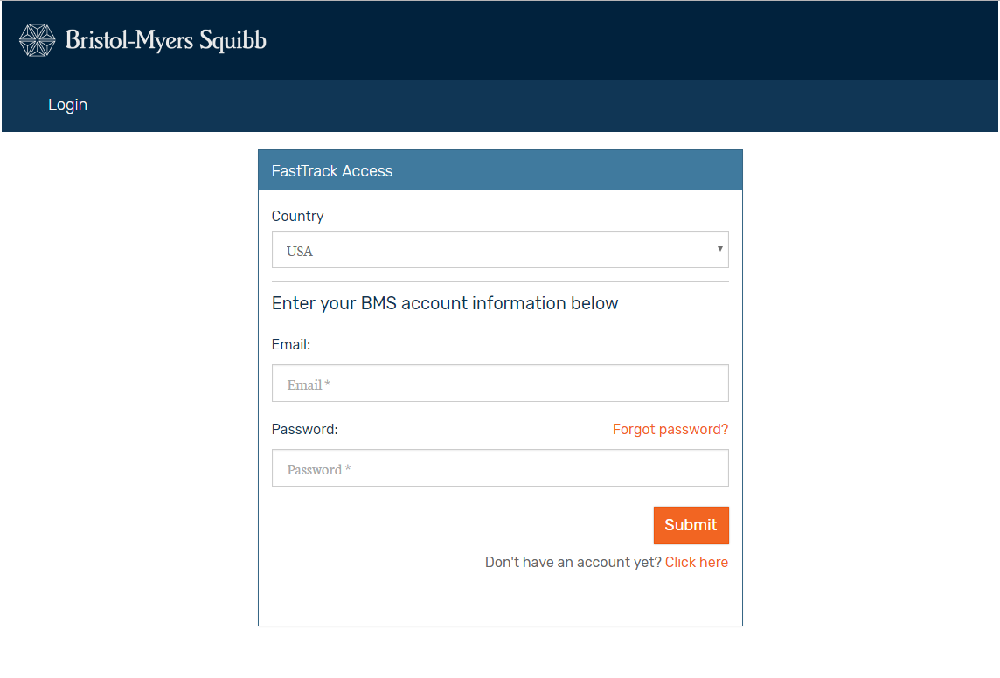 Bristol-Myers Squibb
Login
FastTrack Access
Country
USA
Enter your BMS account information below
Email:
Email *
Password: Forgot password?
Password *
Submit
Don't have an account yet? Click here